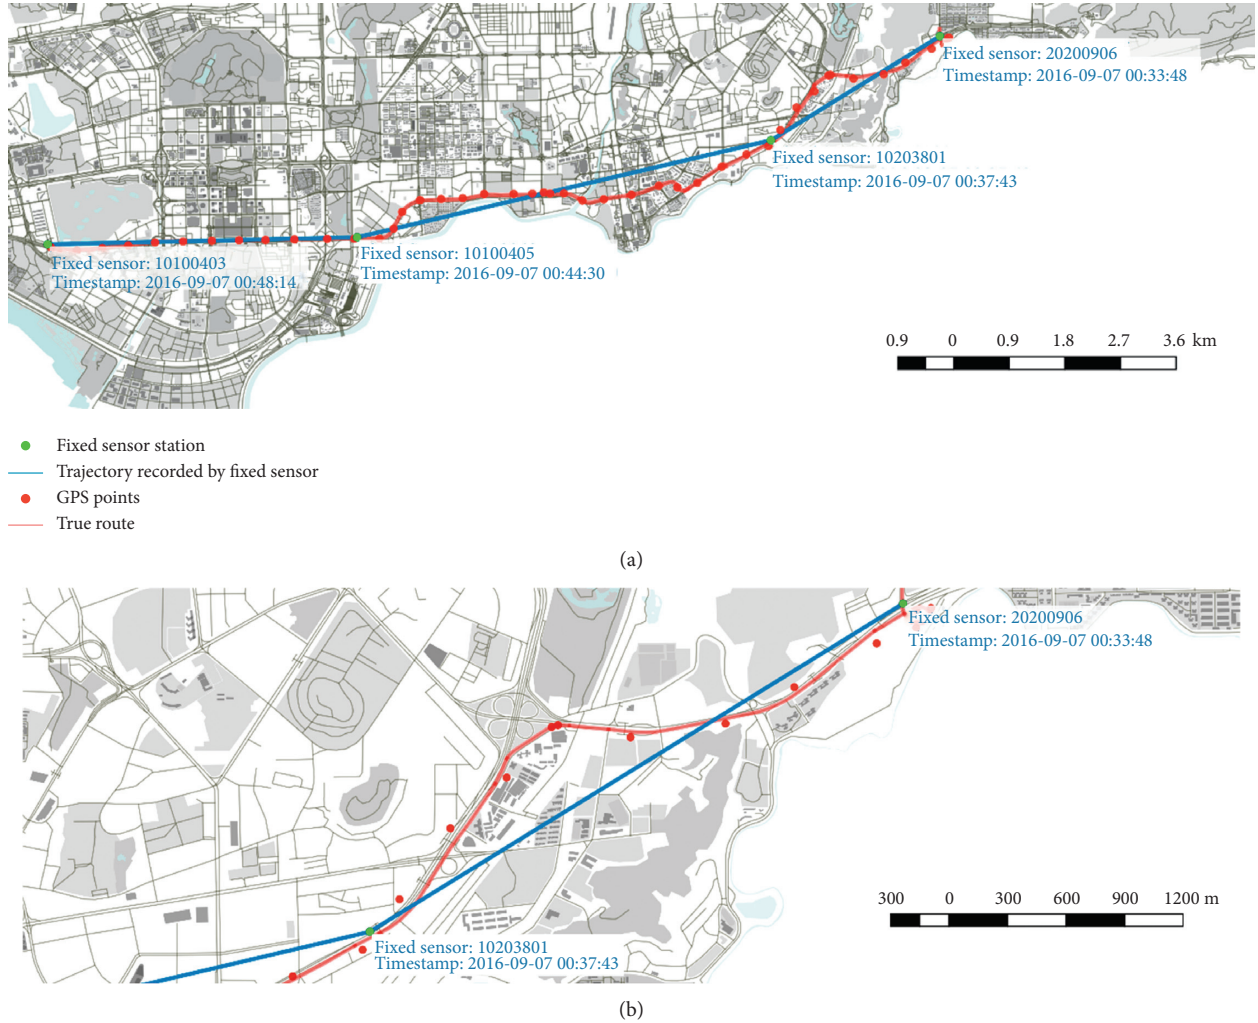 Fixed sensor: 20200906
Timestamp: 2016-09-07 00:33:48
Fixed sensor: 10203801
Timestamp: 2016-09-07 00:37:43
Fixed sensor: 10100405
Timestamp: 2016-09-07 00:44:30
Fixed sensor: 10100403
Timestamp: 2016-09-07 00:48:14
0.9 0 0.9 1.8 2.7 3.6 km
Fixed sensor station
Trajectory recorded by fixed sensor
GPS points
True route
(a)
Fixed sensor: 20200906
Timestamp: 2016-09-07 00:33:48
300 0 300 600 900 1200 m
Fixed sensor: 10203801
Timestamp: 2016-09-07 00:37:43
(b)